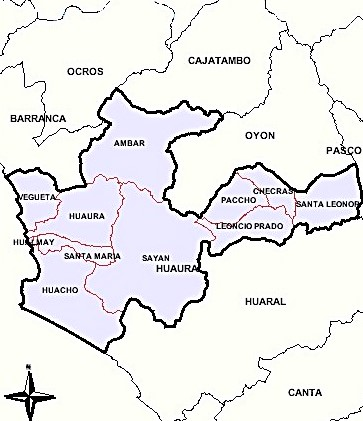 CAJATAMBO
OCROS
BARRANCA
AMBAR
OYON
PASCO
VEGUETA
CHECRAS
PACCHO
SANTA LEONOR
HUAURA
LEONCIO PRADO
SANTA MARIA
SAYAN
HUAURA
HUACHO
HUARAL
CANTA
N